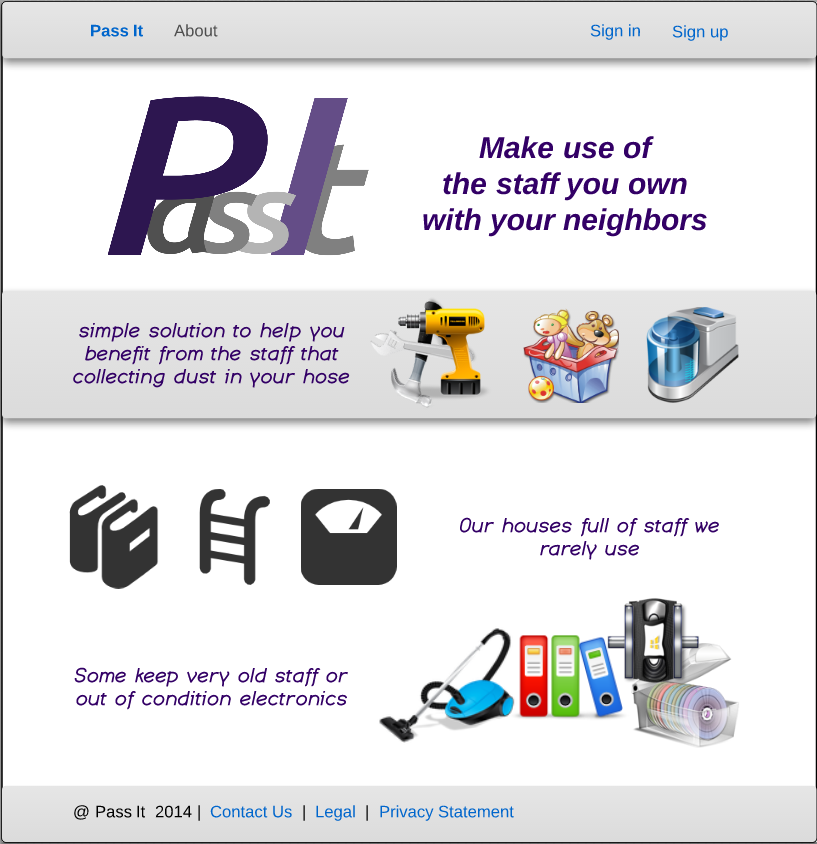 Pass It About Sign in Sign up
Pass It
Make use of
the staff you own
with your neighbors
simple solution to help you
benefit from the staff that
collecting dust in your hose
Our houses full of staff we
rarely use
Some keep very old staff or
out of condition electronics
@ Pass It 2014 | Contact Us | Legal | Privacy Statement